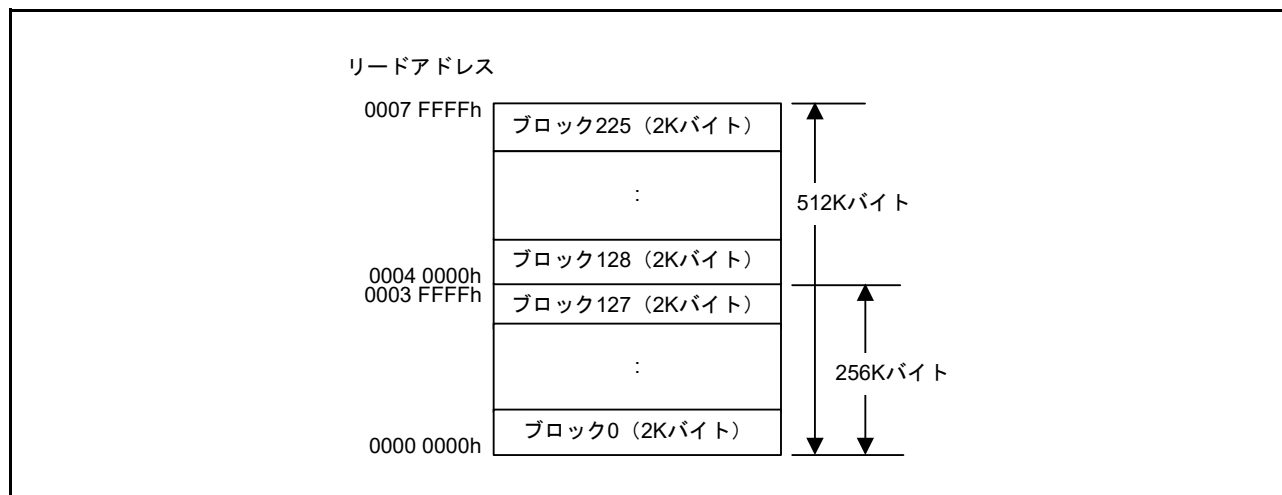 リードアドレス
0007 FFFFh
ブロック225（2Kバイト）
:
512Kバイト
ブロック128（2Kバイト）
0004 0000h
0003 FFFFh
ブロック127（2Kバイト）
:
256Kバイト
ブロック0（2Kバイト）
0000 0000h